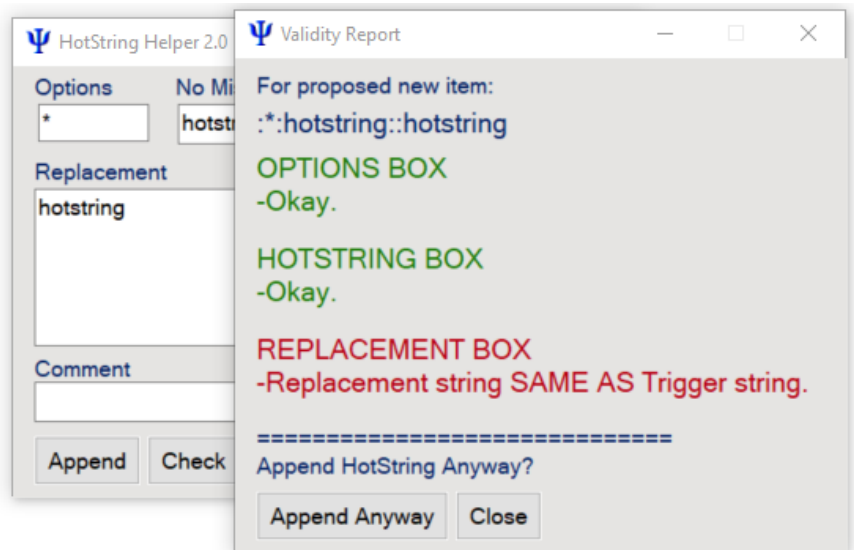 HotString Helper 2.0
Options
No Mi
*
hotstr
Replacement
hotstring
Comment
Append
Check
Ψ Validity Report
For proposed new item:
:*:hotstring::hotstring
OPTIONS BOX
-Okay.
HOTSTRING BOX
-Okay.
REPLACEMENT BOX
-Replacement string SAME AS Trigger string.
==============================
Append HotString Anyway?
Append Anyway
Close